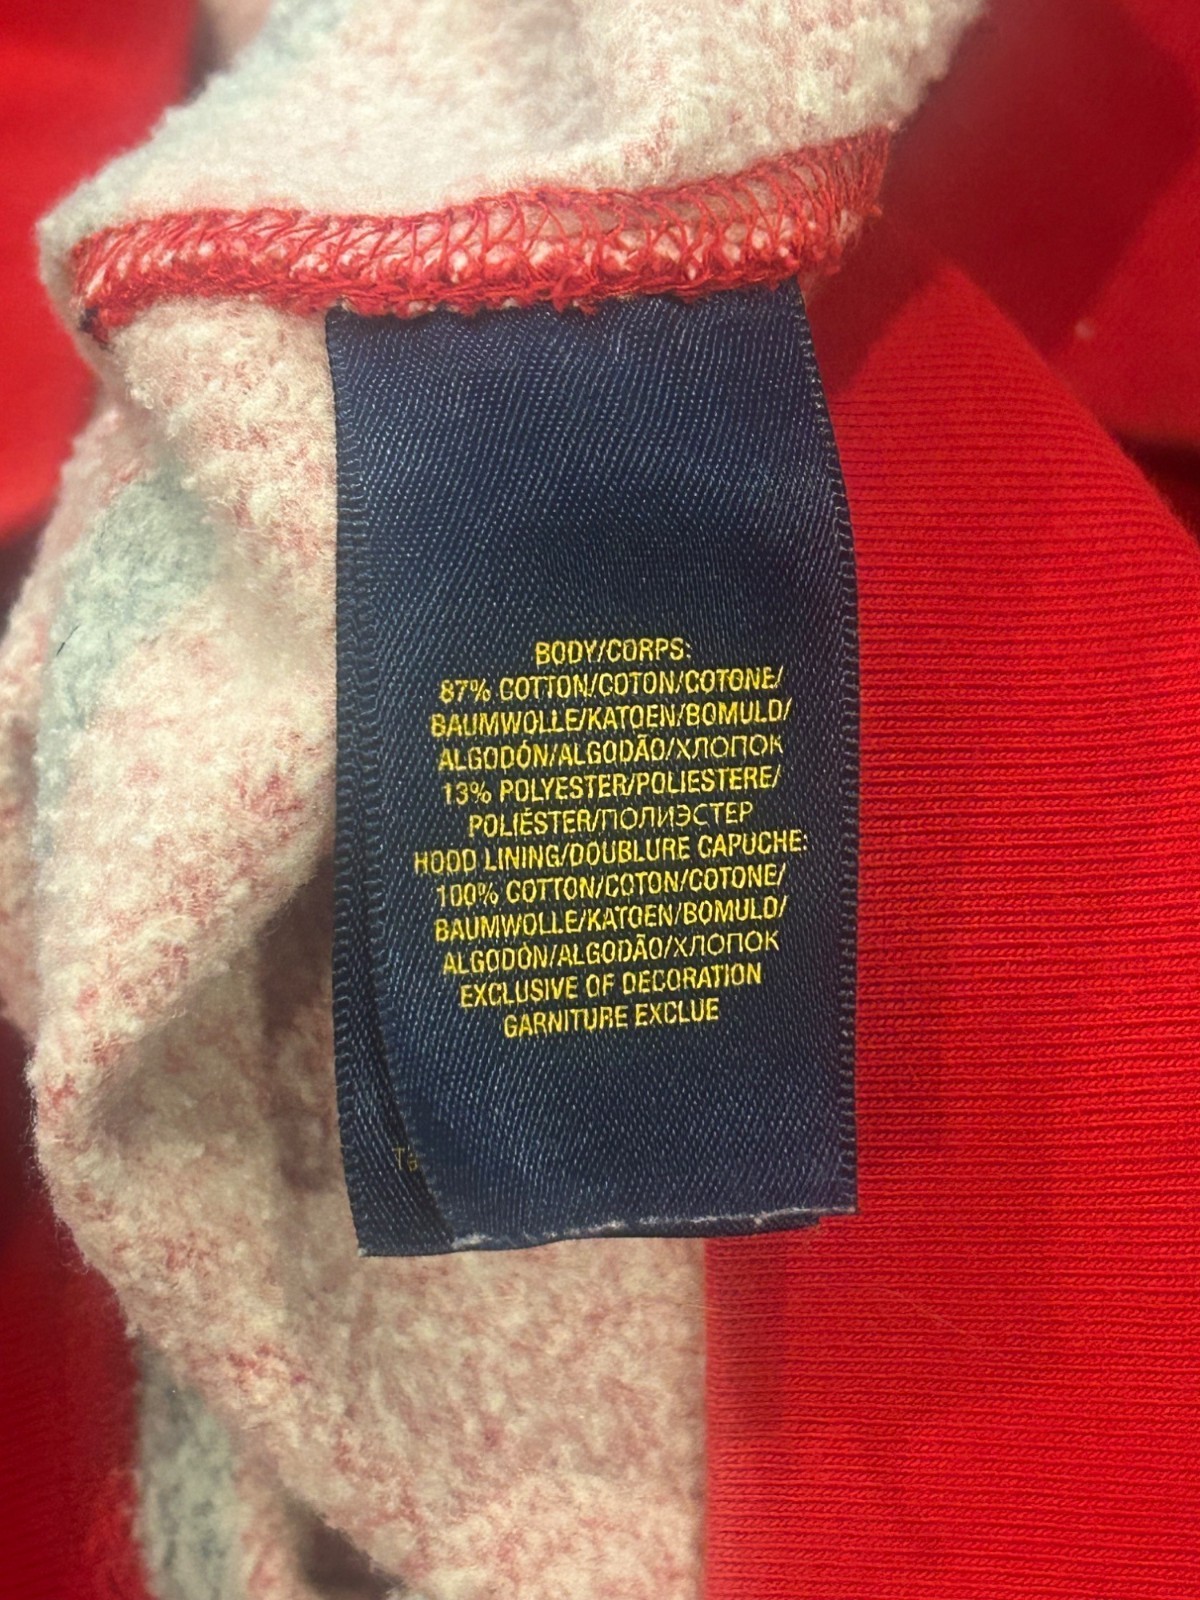 BODY/CORPS:
87% COTTON/COTON/COTONE/
BAUMWOLLE/KATOEN/BOMULD/
ALGODÓN/ALGODÃO/ХЛОПОК
13% POLYESTER/POLIESTERE/
POLIÉSTER/ПОЛИЭСТЕР
HOOD LINING/DOUBLURE CAPUCHE:
100% COTTON/COTON/COTONE/
BAUMWOLLE/KATOEN/BOMULD/
ALGODÓN/ALGODÃO/ХЛОПОК
EXCLUSIVE OF DECORATION
GARNITURE EXCLUE